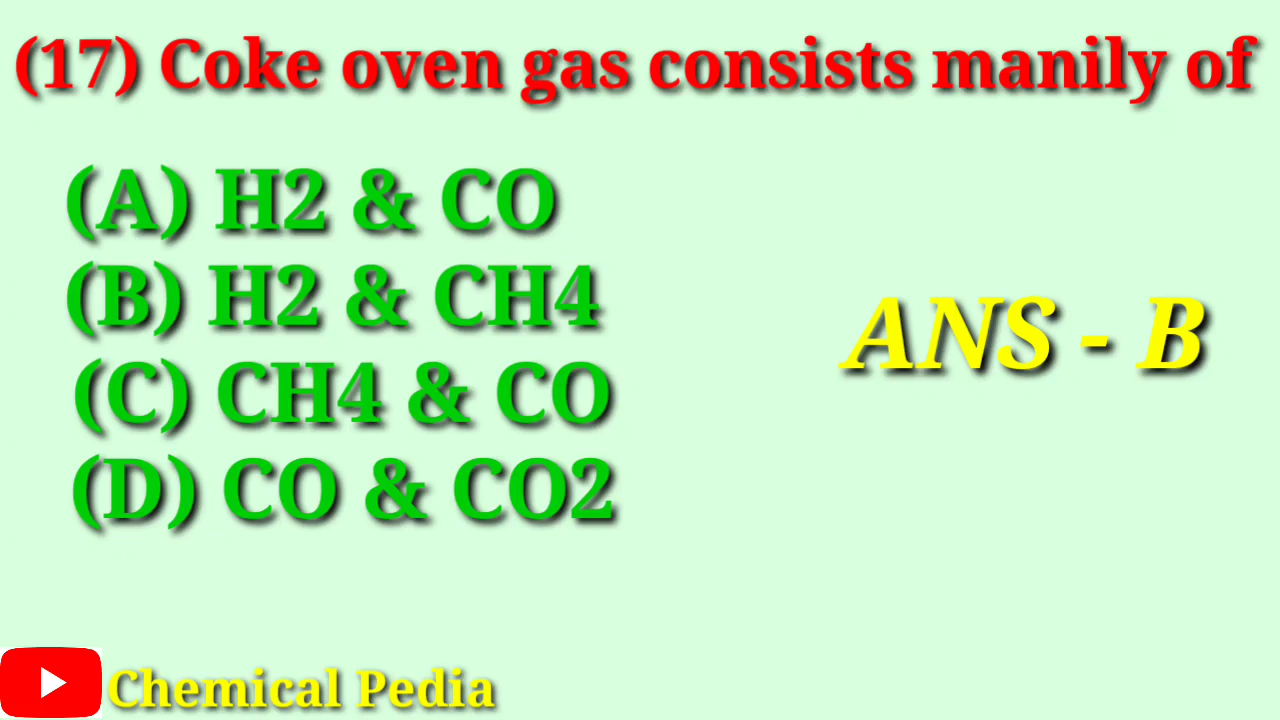 (17) Coke oven gas consists manily of
(A) H2 & CO
(B) H2 & CH4
(C) CH4 & CO
(D) CO & CO2
ANS - B
Chemical Pedia